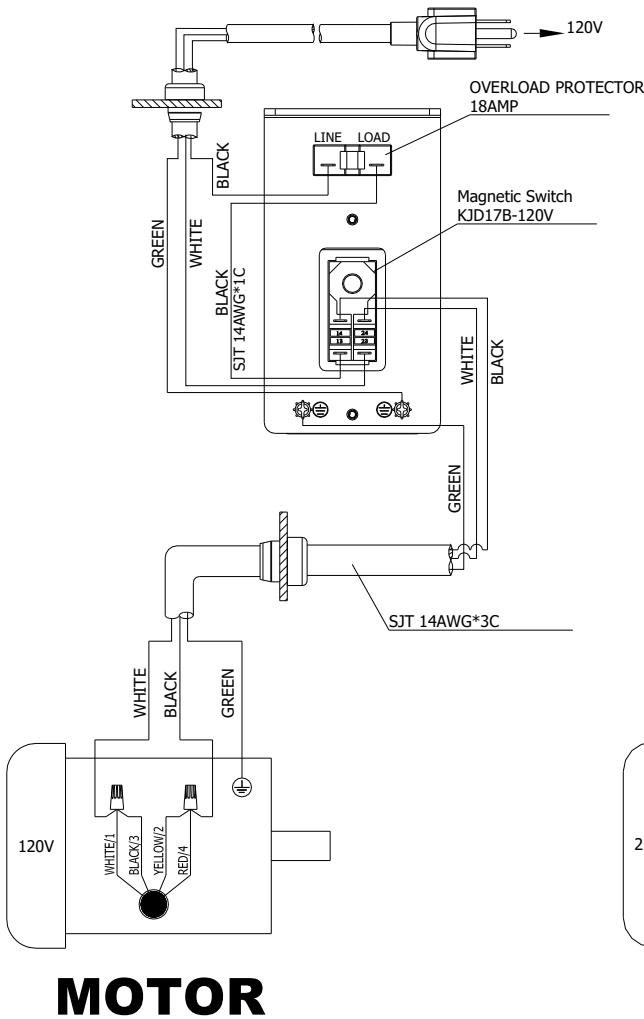 120V
OVERLOAD PROTECTOR
18AMP
LINE LOAD
BLACK
GREEN
WHITE
Magnetic Switch
KJD17B-120V
BLACK
SJT 14AWG*1C
14 24
13 23
WHITE
BLACK
GREEN
SJT 14AWG*3C
WHITE
BLACK
GREEN
120V
WHITE/1
BLACK/3
YELLOW/2
RED/4
2
MOTOR